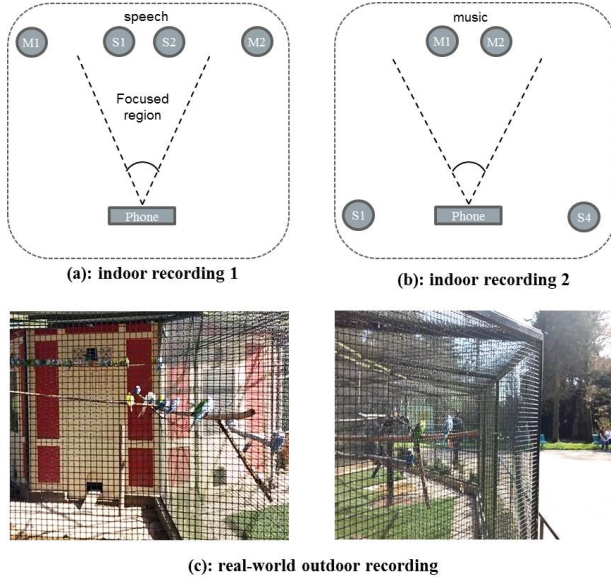 speech
M1 S1 S2 M2
Focused
region
Phone
(a): indoor recording 1
music
M1 M2
S1 Phone S4
(b): indoor recording 2
(c): real-world outdoor recording